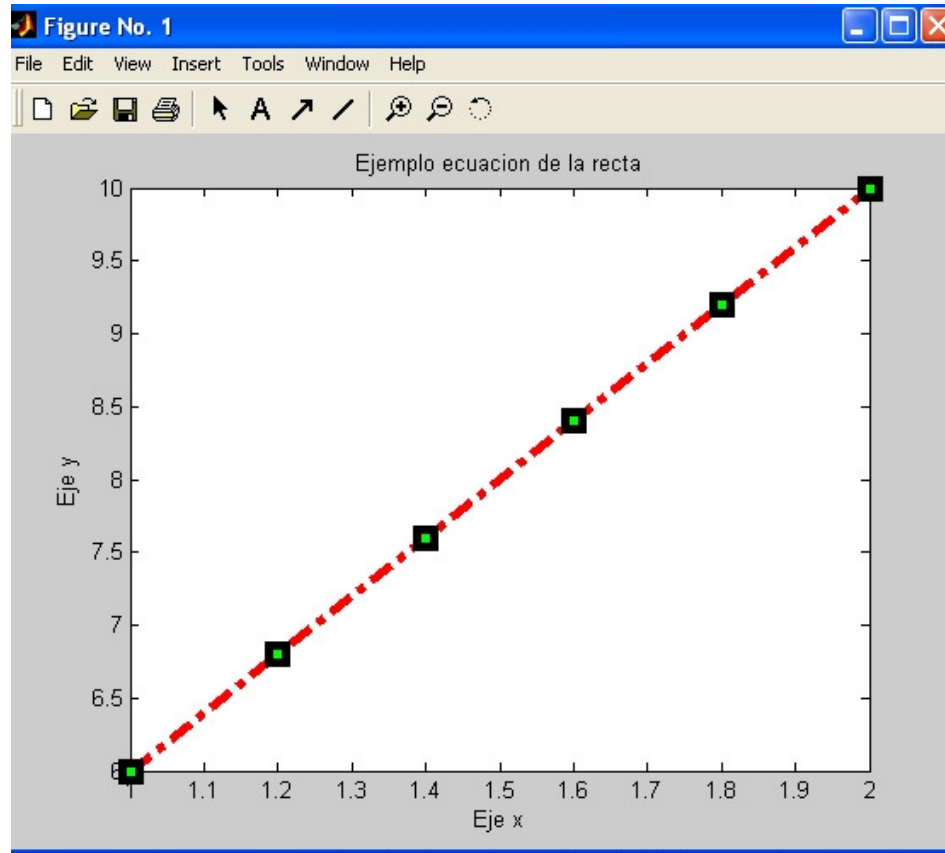 Figure No. 1
File Edit View Insert Tools Window Help
A
Ejemplo ecuacion de la recta
10
9.5
9
8.5
8
7.5
7
6.5
6
Eje y
1 1.1 1.2 1.3 1.4 1.5 1.6 1.7 1.8 1.9 2
Eje x